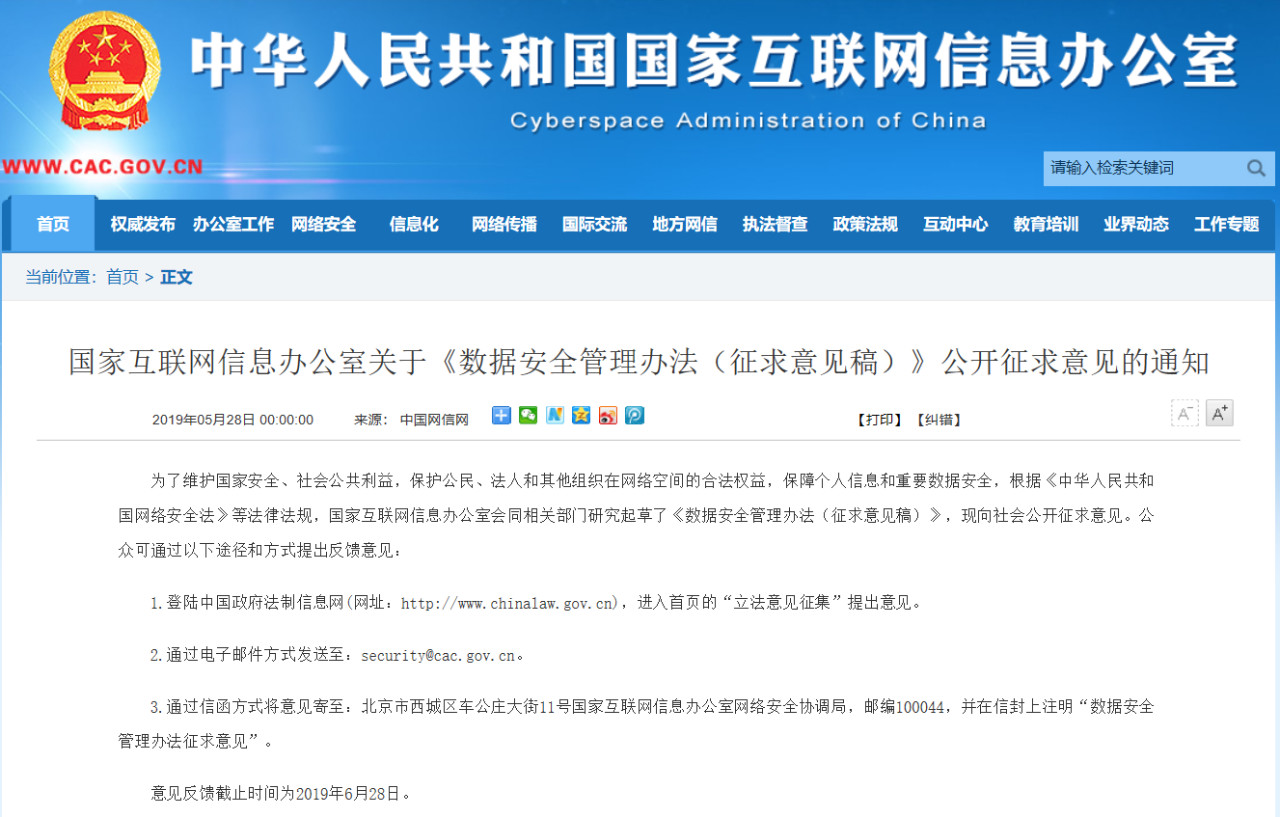 中华人民共和国国家互联网信息办公室
Cyberspace Administration of China
WWW.CAC.GOV.CN
请输入检索关键词
首页 权威发布 办公室工作 网络安全 信息化 网络传播 国际交流 地方网信 执法督查 政策法规 互动中心 教育培训 业界动态 工作专题
当前位置：首页 > 正文
国家互联网信息办公室关于《数据安全管理办法（征求意见稿）》公开征求意见的通知
2019年05月28日 00:00:00 来源： 中国网信网 【打印】【纠错】 A- A+
为了维护国家安全、社会公共利益，保护公民、法人和其他组织在网络空间的合法权益，保障个人信息和重要数据安全，根据《中华人民共和
国网络安全法》等法律法规，国家互联网信息办公室会同相关部门研究起草了《数据安全管理办法（征求意见稿）》，现向社会公开征求意见。公
众可通过以下途径和方式提出反馈意见：
1.登陆中国政府法制信息网(网址：http://www.chinalaw.gov.cn)，进入首页的“立法意见征集”提出意见。
2.通过电子邮件方式发送至：security@cac.gov.cn。
3.通过信函方式将意见寄至：北京市西城区车公庄大街11号国家互联网信息办公室网络安全协调局，邮编100044，并在信封上注明“数据安全
管理办法征求意见”。
意见反馈截止时间为2019年6月28日。